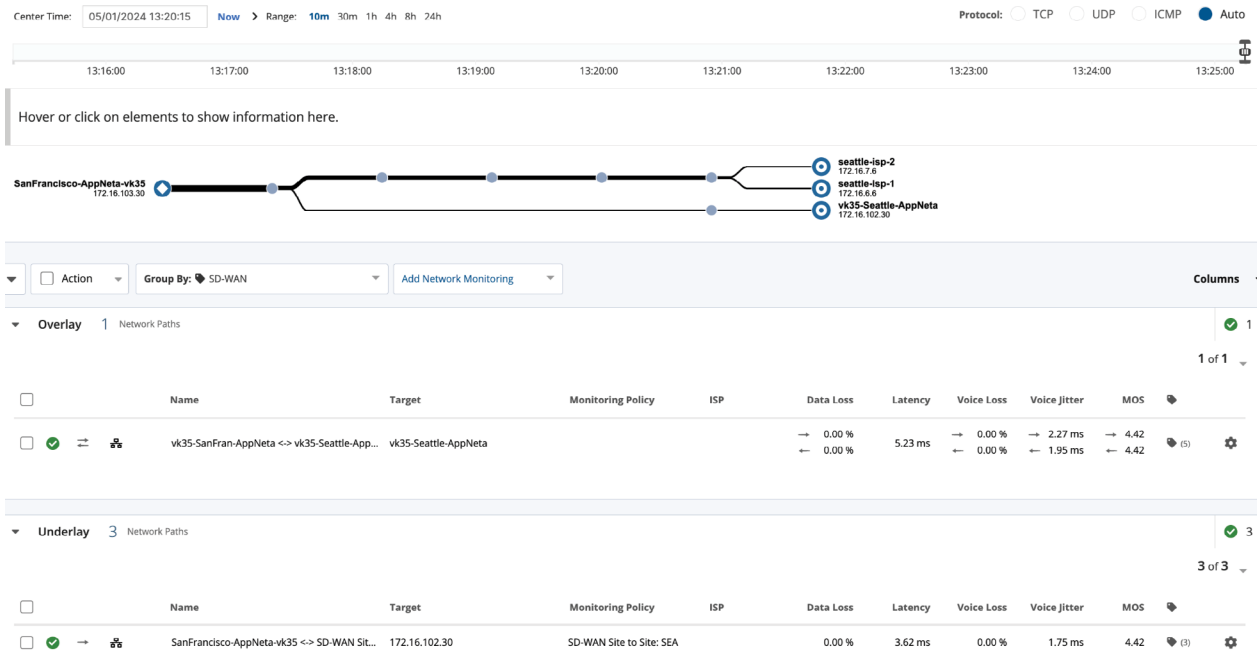 Center Time: 05/01/2024 13:20:15 Now > Range: 10m 30m 1h 4h 8h 24h Protocol: TCP UDP ICMP Auto
13:16:00 13:17:00 13:18:00 13:19:00 13:20:00 13:21:00 13:22:00 13:23:00 13:24:00 13:25:00
Hover or click on elements to show information here.
seattle-isp-2
172.16.7.6
SanFrancisco-AppNeta-vk35
172.16.103.30
seattle-isp-1
172.16.6.6
vk35-Seattle-AppNeta
172.16.102.30
Action Group By: SD-WAN Add Network Monitoring Columns
Overlay 1 Network Paths 1
1 of 1
Name Target Monitoring Policy ISP Data Loss Latency Voice Loss Voice Jitter MOS
→ 0.00 % → 0.00 % → 2.27 ms → 4.42
vk35-SanFran-AppNeta <-> vk35-Seattle-App... vk35-Seattle-AppNeta 5.23 ms (5)
← 0.00 % ← 0.00 % ← 1.95 ms ← 4.42
Underlay 3 Network Paths 3
3 of 3
Name Target Monitoring Policy ISP Data Loss Latency Voice Loss Voice Jitter MOS
SanFrancisco-AppNeta-vk35 <-> SD-WAN Sit... 172.16.102.30 SD-WAN Site to Site: SEA 0.00 % 3.62 ms 0.00 % 1.75 ms 4.42 (3)